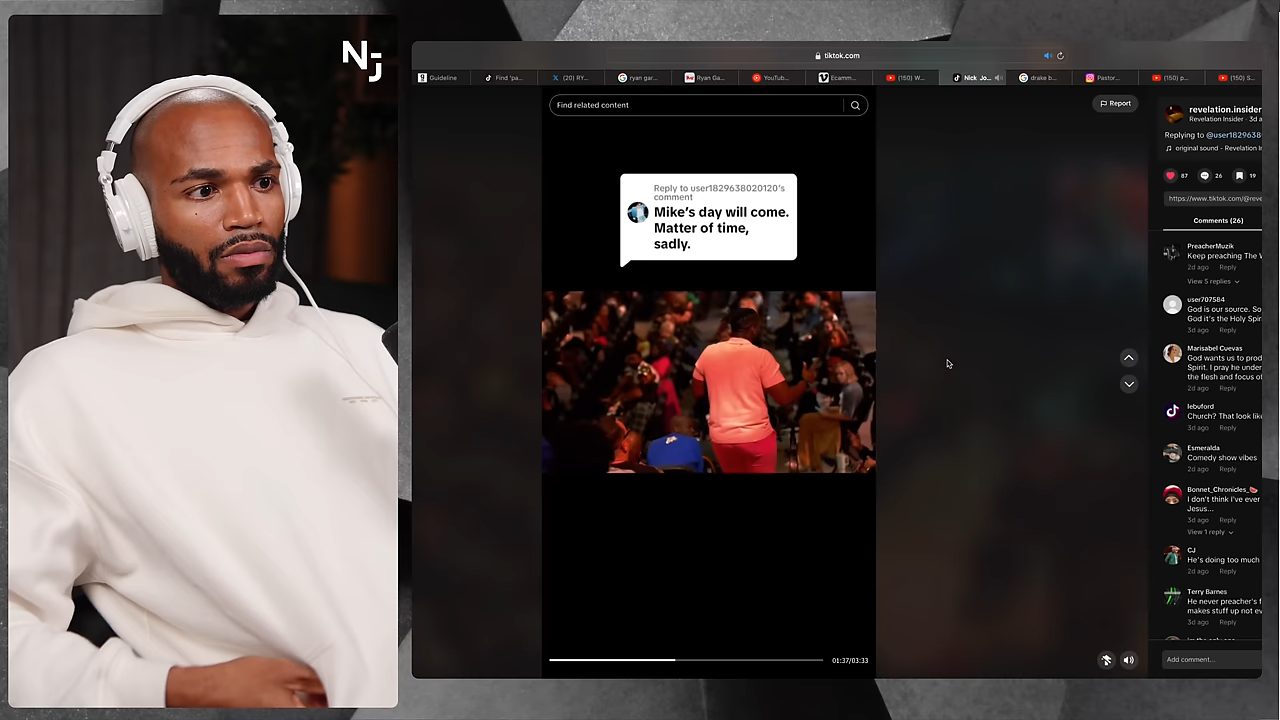 NJ
tiktok.com
Guideline
Find 'pa...
(20) RY...
ryan gar...
Ryan Ga...
YouTub...
Ecamm...
(150) W...
Nick Jo...
drake b...
Pastor...
(150) p...
(150) S...
Find related content
Report
Reply to user1829638020120's
comment
Mike's day will come.
Matter of time,
sadly.
01:37/03:33
revelation.insider
Revelation Insider · 3d a
Replying to @user1829638
original sound - Revelation In
87
26
19
https://www.tiktok.com/@reve
Comments (26)
PreacherMuzik
Keep preaching The W
2d ago Reply
View 5 replies
user707584
God is our source. So
God it's the Holy Spir
3d ago Reply
Marisabel Cuevas
God wants us to prod
Spirit. I pray he under
the flesh and focus of
2d ago Reply
lebuford
Church? That look lik
3d ago Reply
Esmeralda
Comedy show vibes
2d ago Reply
Bonnet_Chronicles_🍉
I don't think I've ever
Jesus...
3d ago Reply
View 1 reply
CJ
He's doing too much
2d ago Reply
Terry Barnes
He never preacher's f
makes stuff up not ev
3d ago Reply
Add comment...